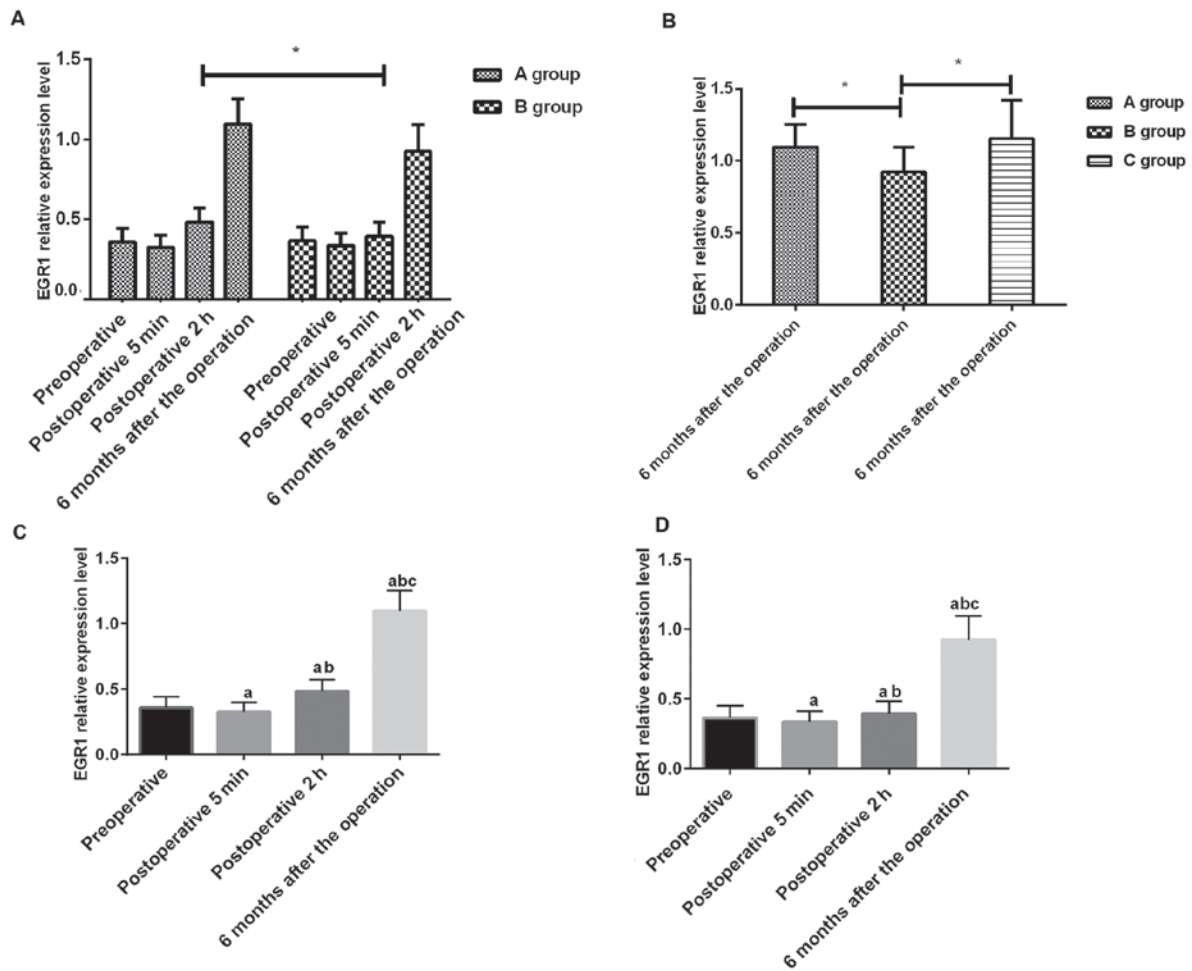 A
EGR1 relative expression level
1.5
1.0
0.5
0.0
*
A group
B group
Preoperative
Postoperative 5 min
Postoperative 2 h
6 months after the operation
Preoperative
Postoperative 5 min
Postoperative 2 h
6 months after the operation
B
EGR1 relative expression level
1.5
1.0
0.5
0.0
*
*
A group
B group
C group
6 months after the operation
6 months after the operation
6 months after the operation
C
EGR1 relative expression level
1.5
1.0
0.5
0.0
a
ab
abc
Preoperative
Postoperative 5 min
Postoperative 2 h
6 months after the operation
D
EGR1 relative expression level
1.5
1.0
0.5
0.0
a
ab
abc
Preoperative
Postoperative 5 min
Postoperative 2 h
6 months after the operation